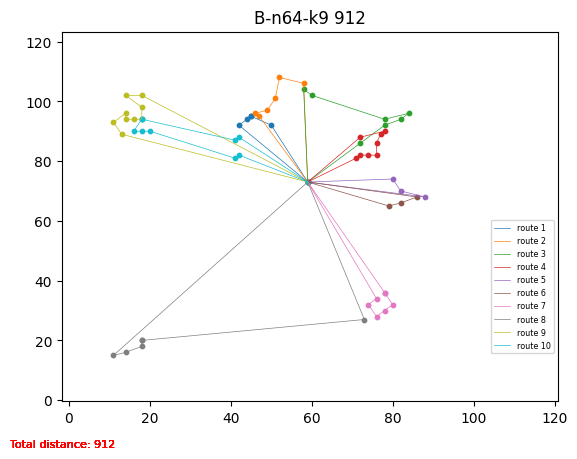 B-n64-k9 912
120
100
80
60
40
20
0
route 1
route 2
route 3
route 4
route 5
route 6
route 7
route 8
route 9
route 10
0 20 40 60 80 100 120
Total distance: 912